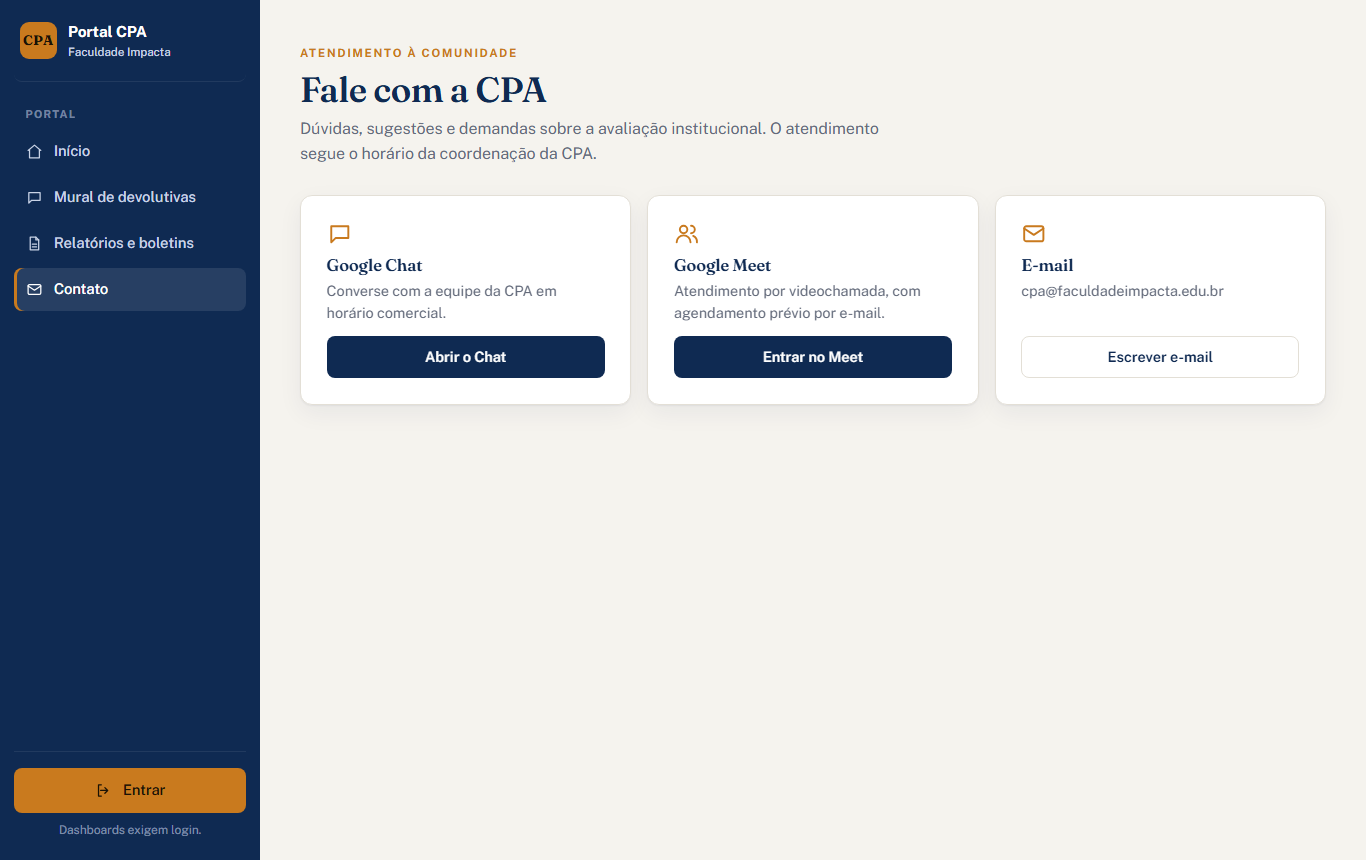 CPA
Portal CPA
Faculdade Impacta
PORTAL
Início
Mural de devolutivas
Relatórios e boletins
Contato
Entrar
Dashboards exigem login.
ATENDIMENTO À COMUNIDADE
Fale com a CPA
Dúvidas, sugestões e demandas sobre a avaliação institucional. O atendimento
segue o horário da coordenação da CPA.
Google Chat
Converse com a equipe da CPA em
horário comercial.
Abrir o Chat
Google Meet
Atendimento por videochamada, com
agendamento prévio por e-mail.
Entrar no Meet
E-mail
cpa@faculdadeimpacta.edu.br
Escrever e-mail